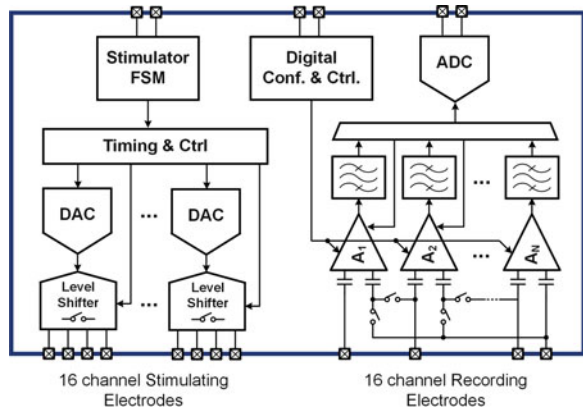 Stimulator
FSM
Digital
Conf. & Ctrl.
ADC
Timing & Ctrl
DAC
...
DAC
...
A1
A2
...
AN
Level
Shifter
...
Level
Shifter
16 channel Stimulating
Electrodes
16 channel Recording
Electrodes